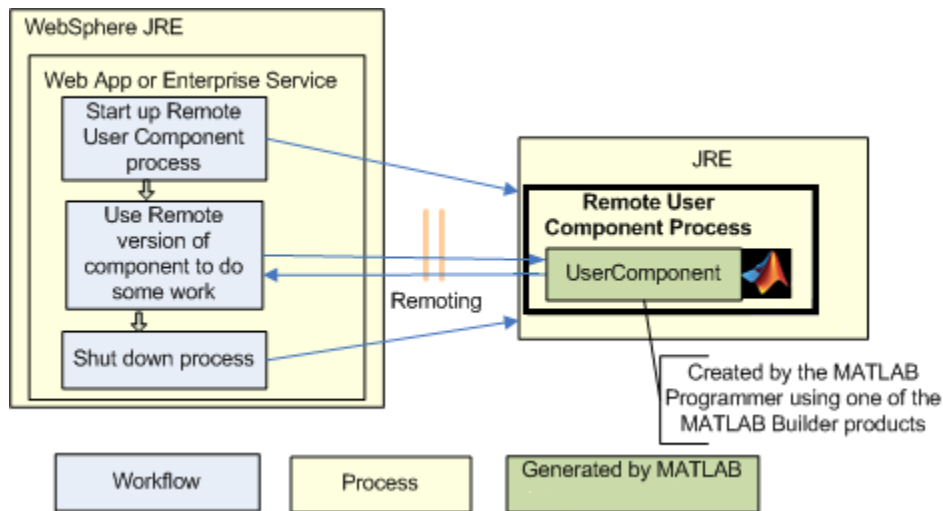 WebSphere JRE
Web App or Enterprise Service
Start up Remote
User Component
process
Use Remote
version of
component to do
some work
Shut down process
Remoting
JRE
Remote User
Component Process
UserComponent
Created by the MATLAB
Programmer using one of the
MATLAB Builder products
Workflow
Process
Generated by MATLAB